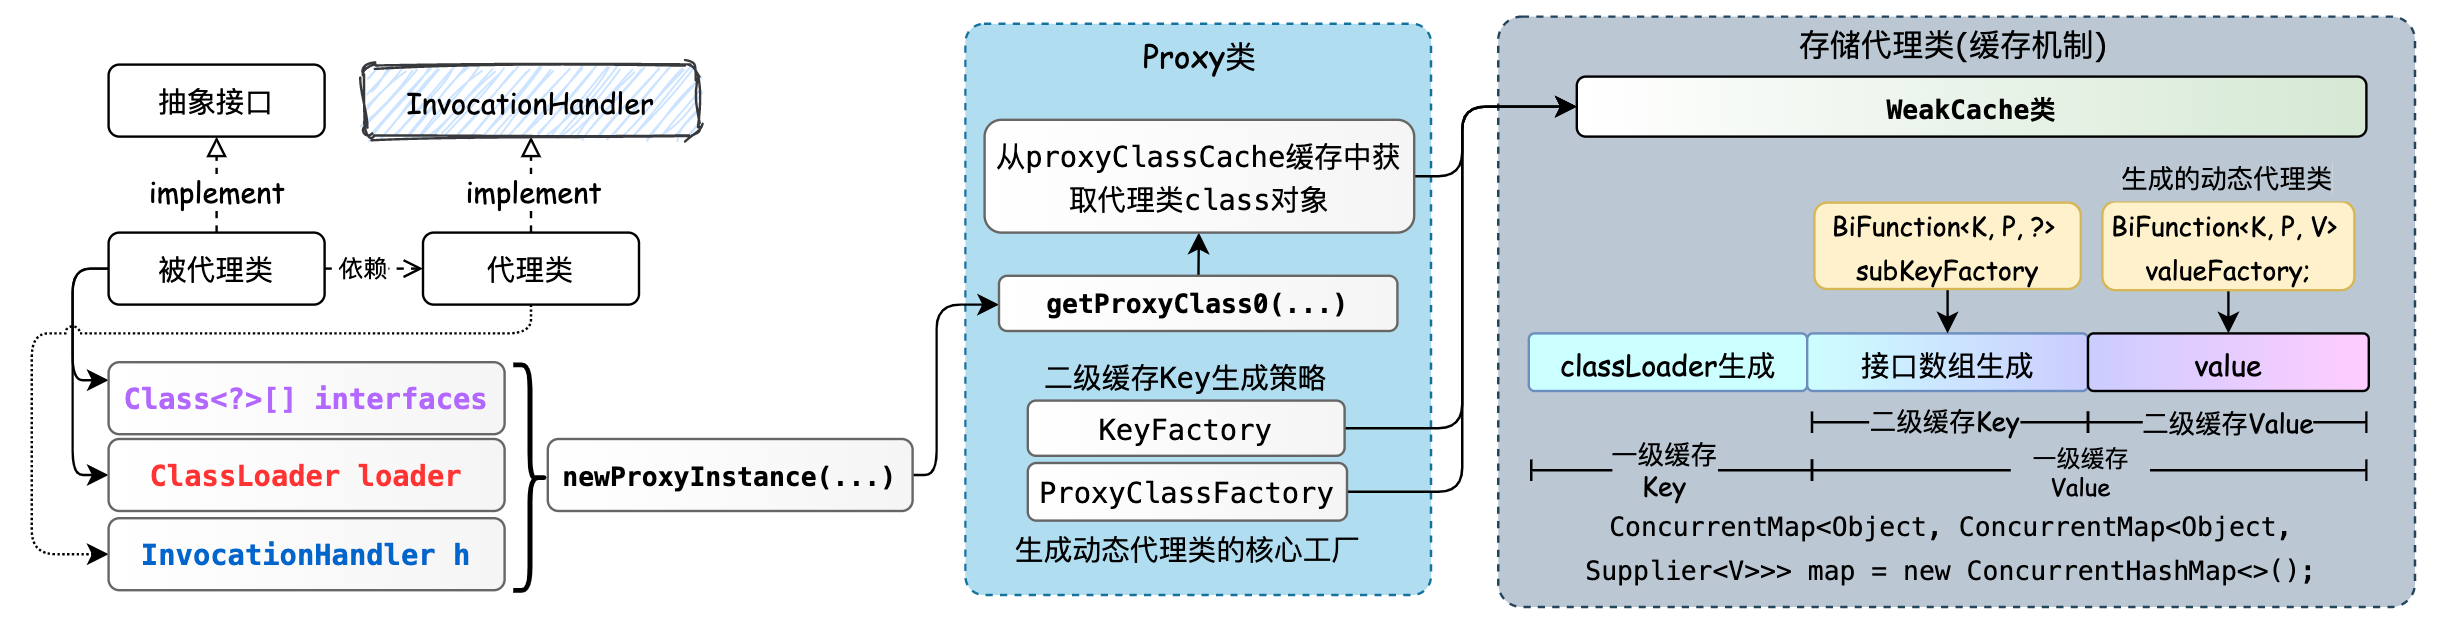 抽象接口
InvocationHandler
implement
implement
被代理类
依赖
代理类
Class<?>[] interfaces
ClassLoader loader
InvocationHandler h
newProxyInstance(...)
Proxy类
从proxyClassCache缓存中获
取代理类class对象
getProxyClass0(...)
二级缓存Key生成策略
KeyFactory
ProxyClassFactory
生成动态代理类的核心工厂
存储代理类(缓存机制)
WeakCache类
生成的动态代理类
BiFunction<K, P, ?>
subKeyFactory
BiFunction<K, P, V>
valueFactory;
classLoader生成
接口数组生成
value
二级缓存Key
二级缓存Value
一级缓存
Key
一级缓存
Value
ConcurrentMap<Object, ConcurrentMap<Object,
Supplier<V>>> map = new ConcurrentHashMap<>();